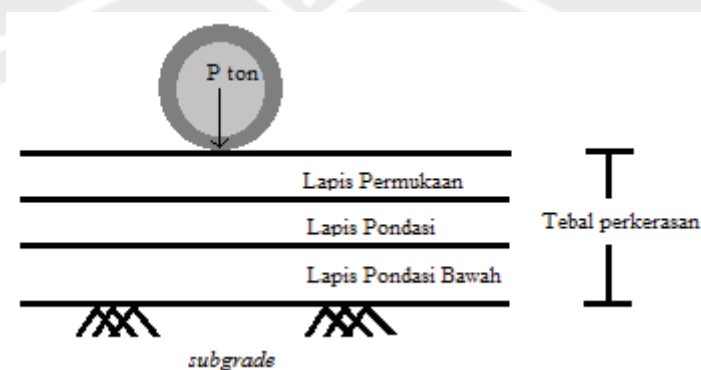 P ton
Lapis Permukaan
Lapis Pondasi
Tebal perkerasan
Lapis Pondasi Bawah
subgrade